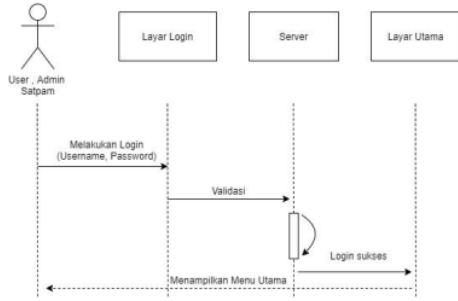 Layar Login
Server
Layar Utama
User , Admin
Satpam
Melakukan Login
(Username, Password)
Validasi
Login sukses
Menampilkan Menu Utama